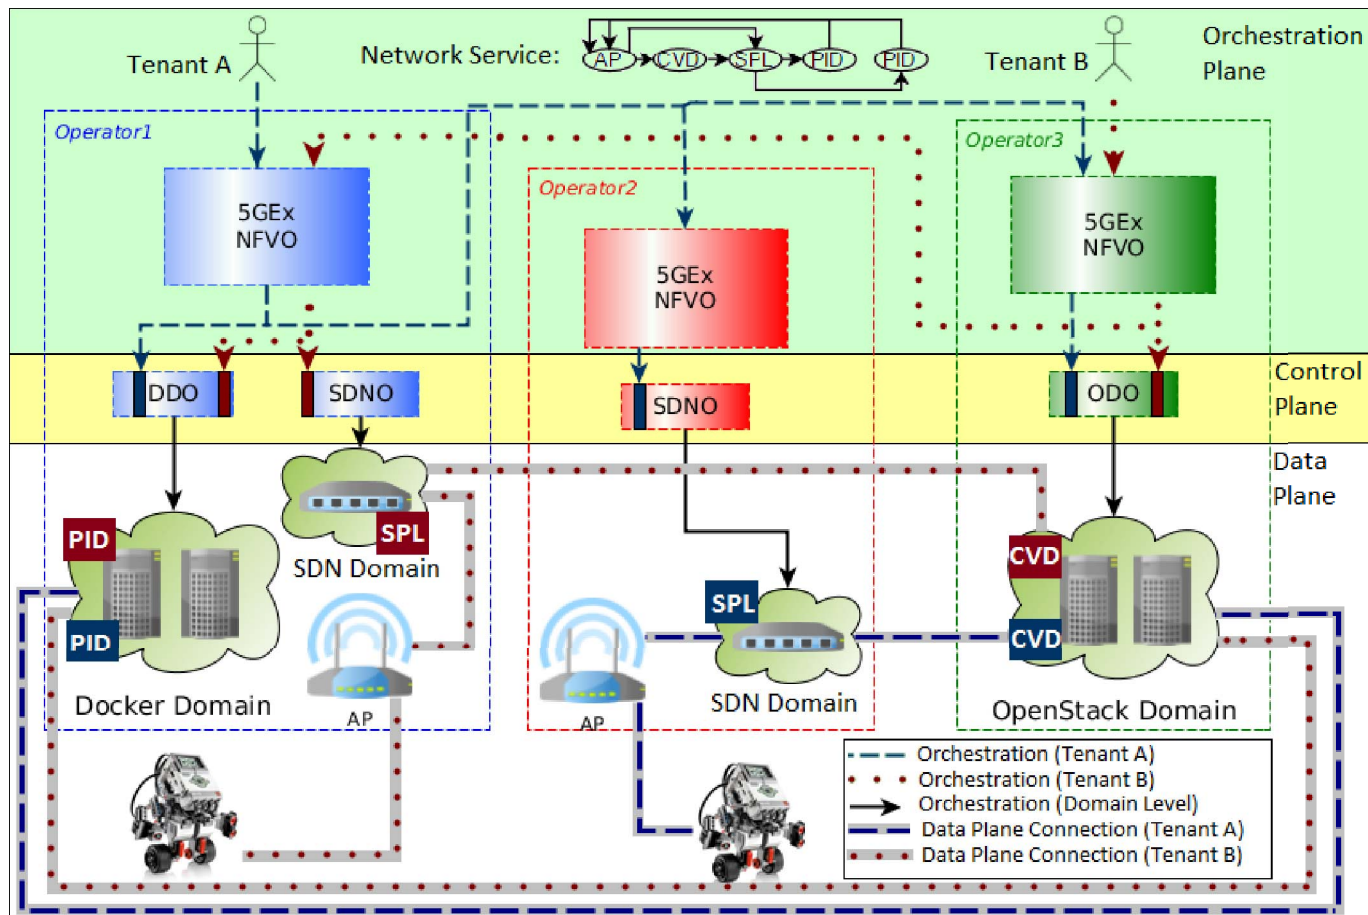 Tenant A
Network Service:
AP
CVD
SPL
PID
PID
Tenant B
Orchestration
Plane
Operator1
Operator2
Operator3
5GEx
NFVO
5GEx
NFVO
5GEx
NFVO
DDO
SDNO
SDNO
ODO
Control
Plane
Data
Plane
PID
SPL
CVD
SDN Domain
SPL
PID
CVD
Docker Domain
AP
AP
SDN Domain
OpenStack Domain
Orchestration (Tenant A)
Orchestration (Tenant B)
Orchestration (Domain Level)
Data Plane Connection (Tenant A)
Data Plane Connection (Tenant B)